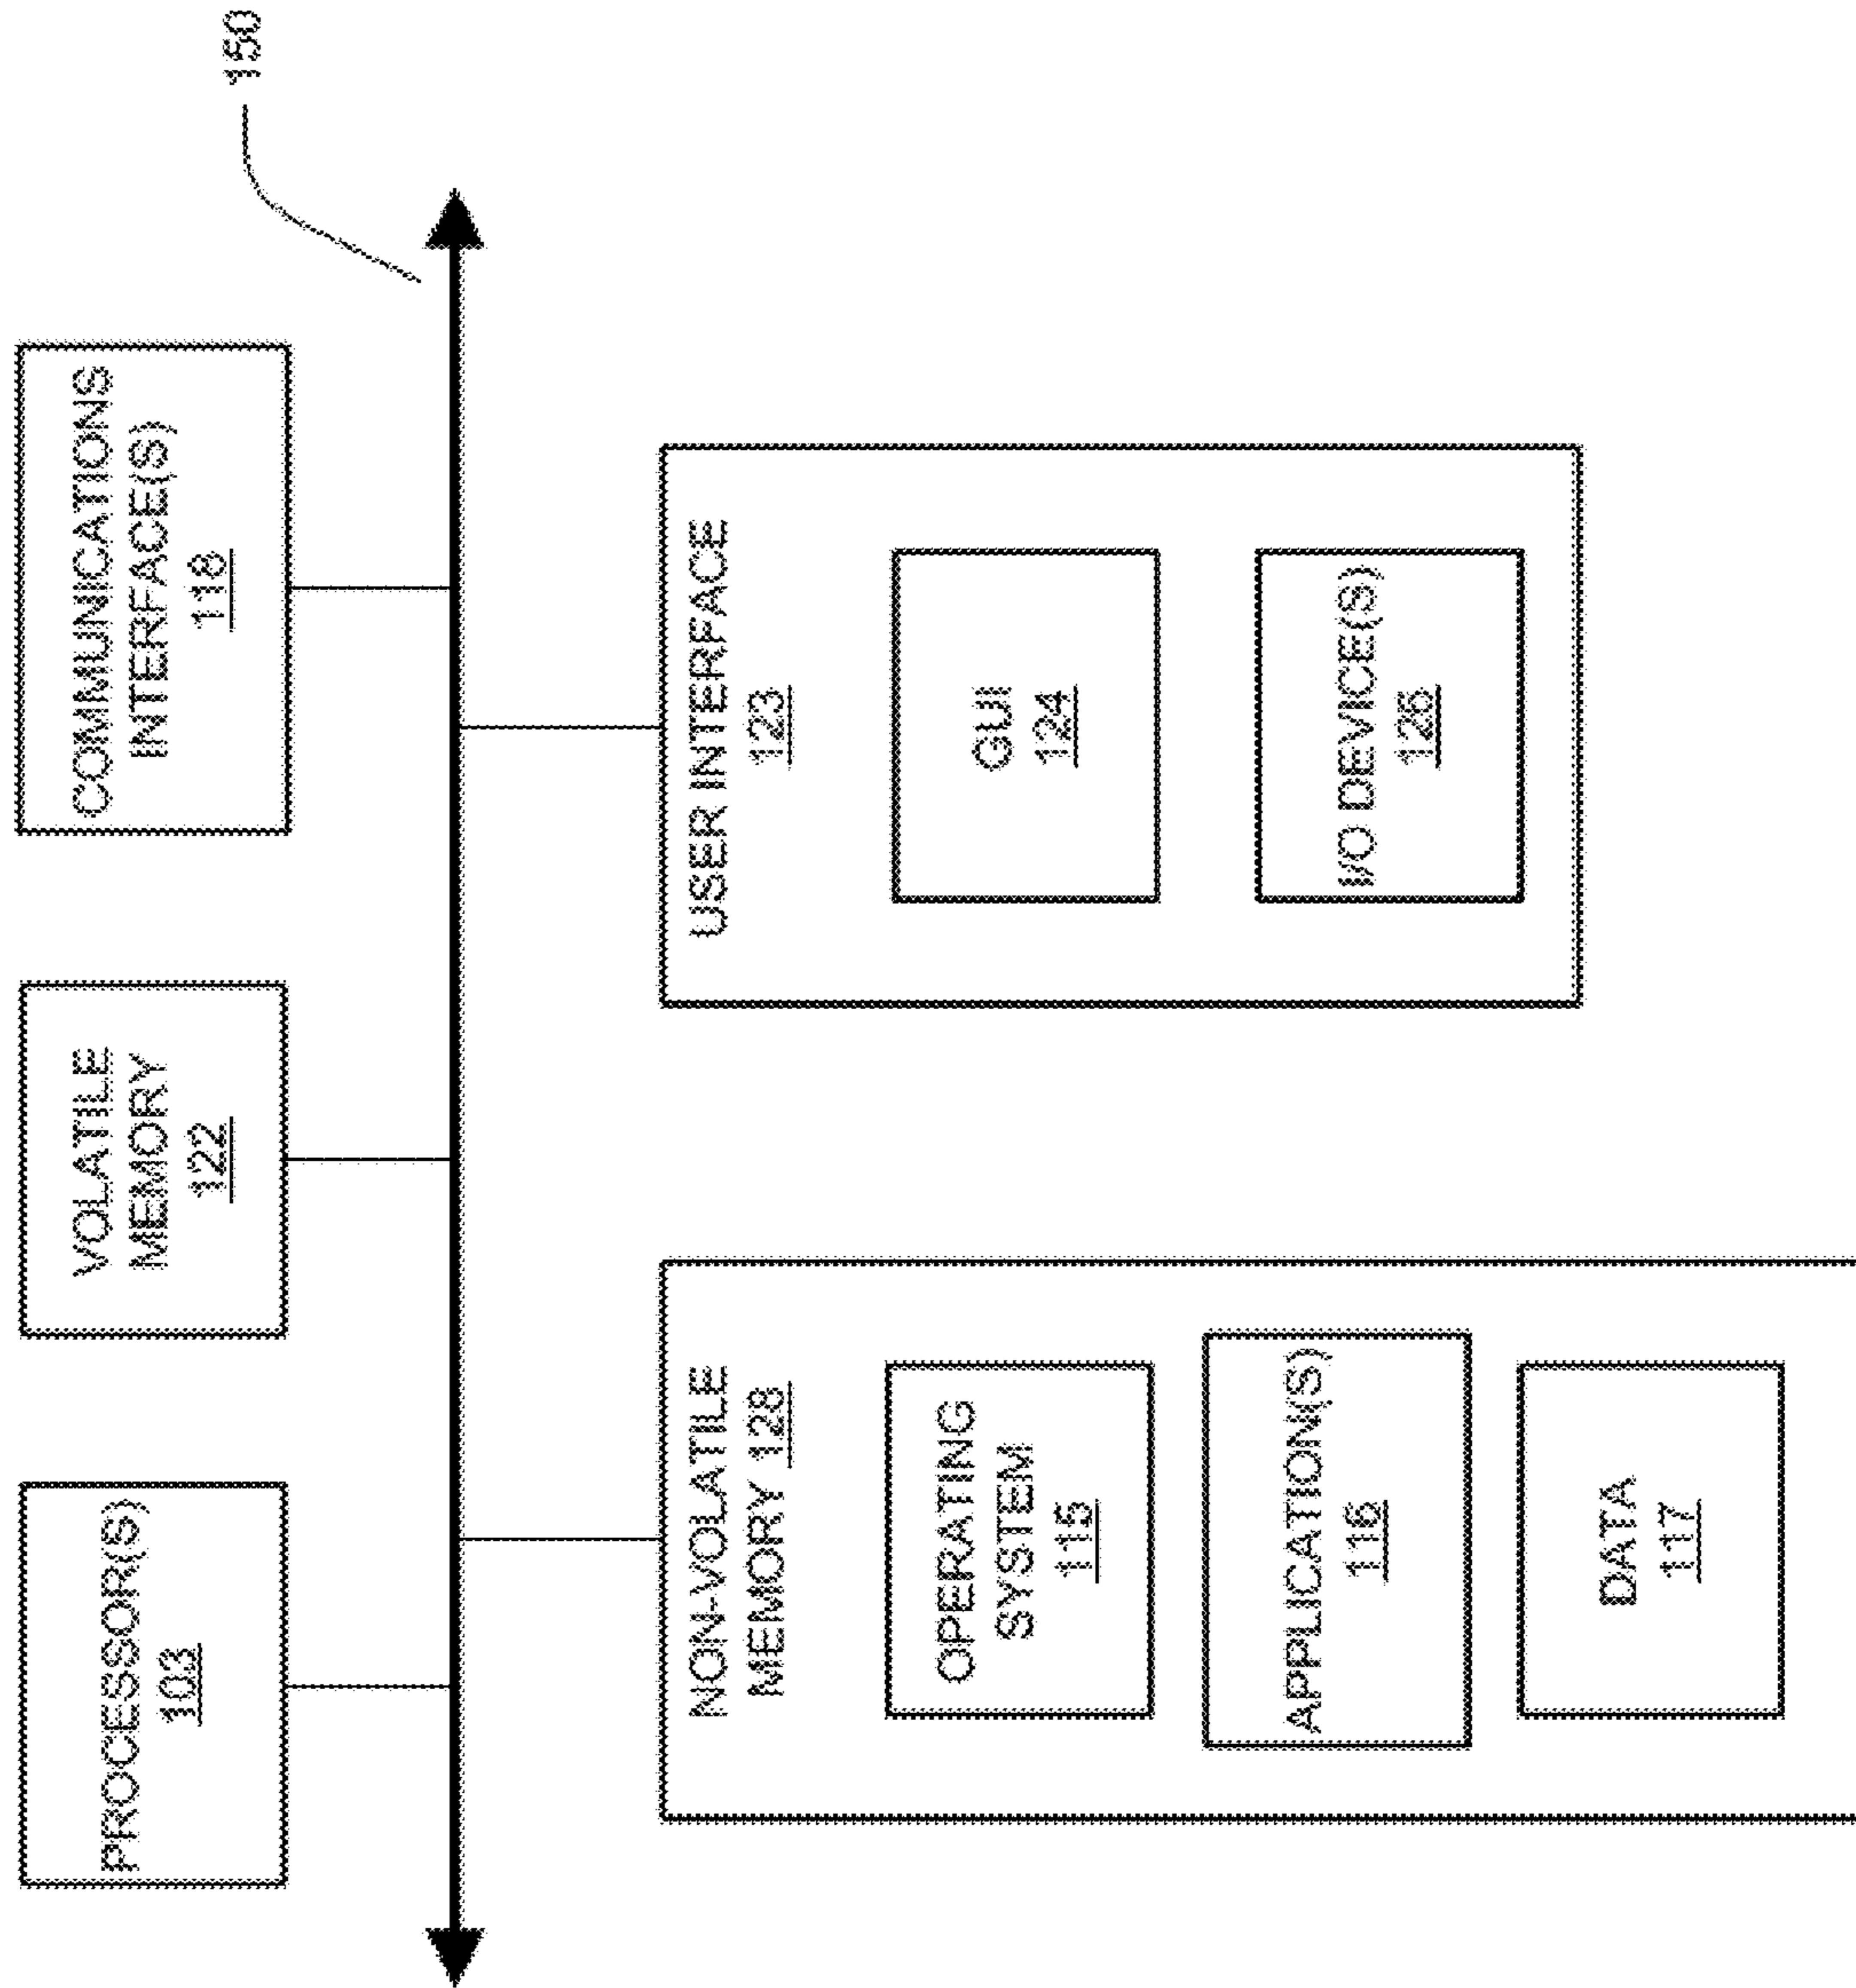 150
PROCESSOR(S)
103
VOLATILE
MEMORY
122
COMMUNICATIONS
INTERFACE(S)
118
NON-VOLATILE
MEMORY 128
OPERATING
SYSTEM
115
APPLICATION(S)
116
DATA
117
USER INTERFACE
123
GUI
124
I/O DEVICE(S)
126